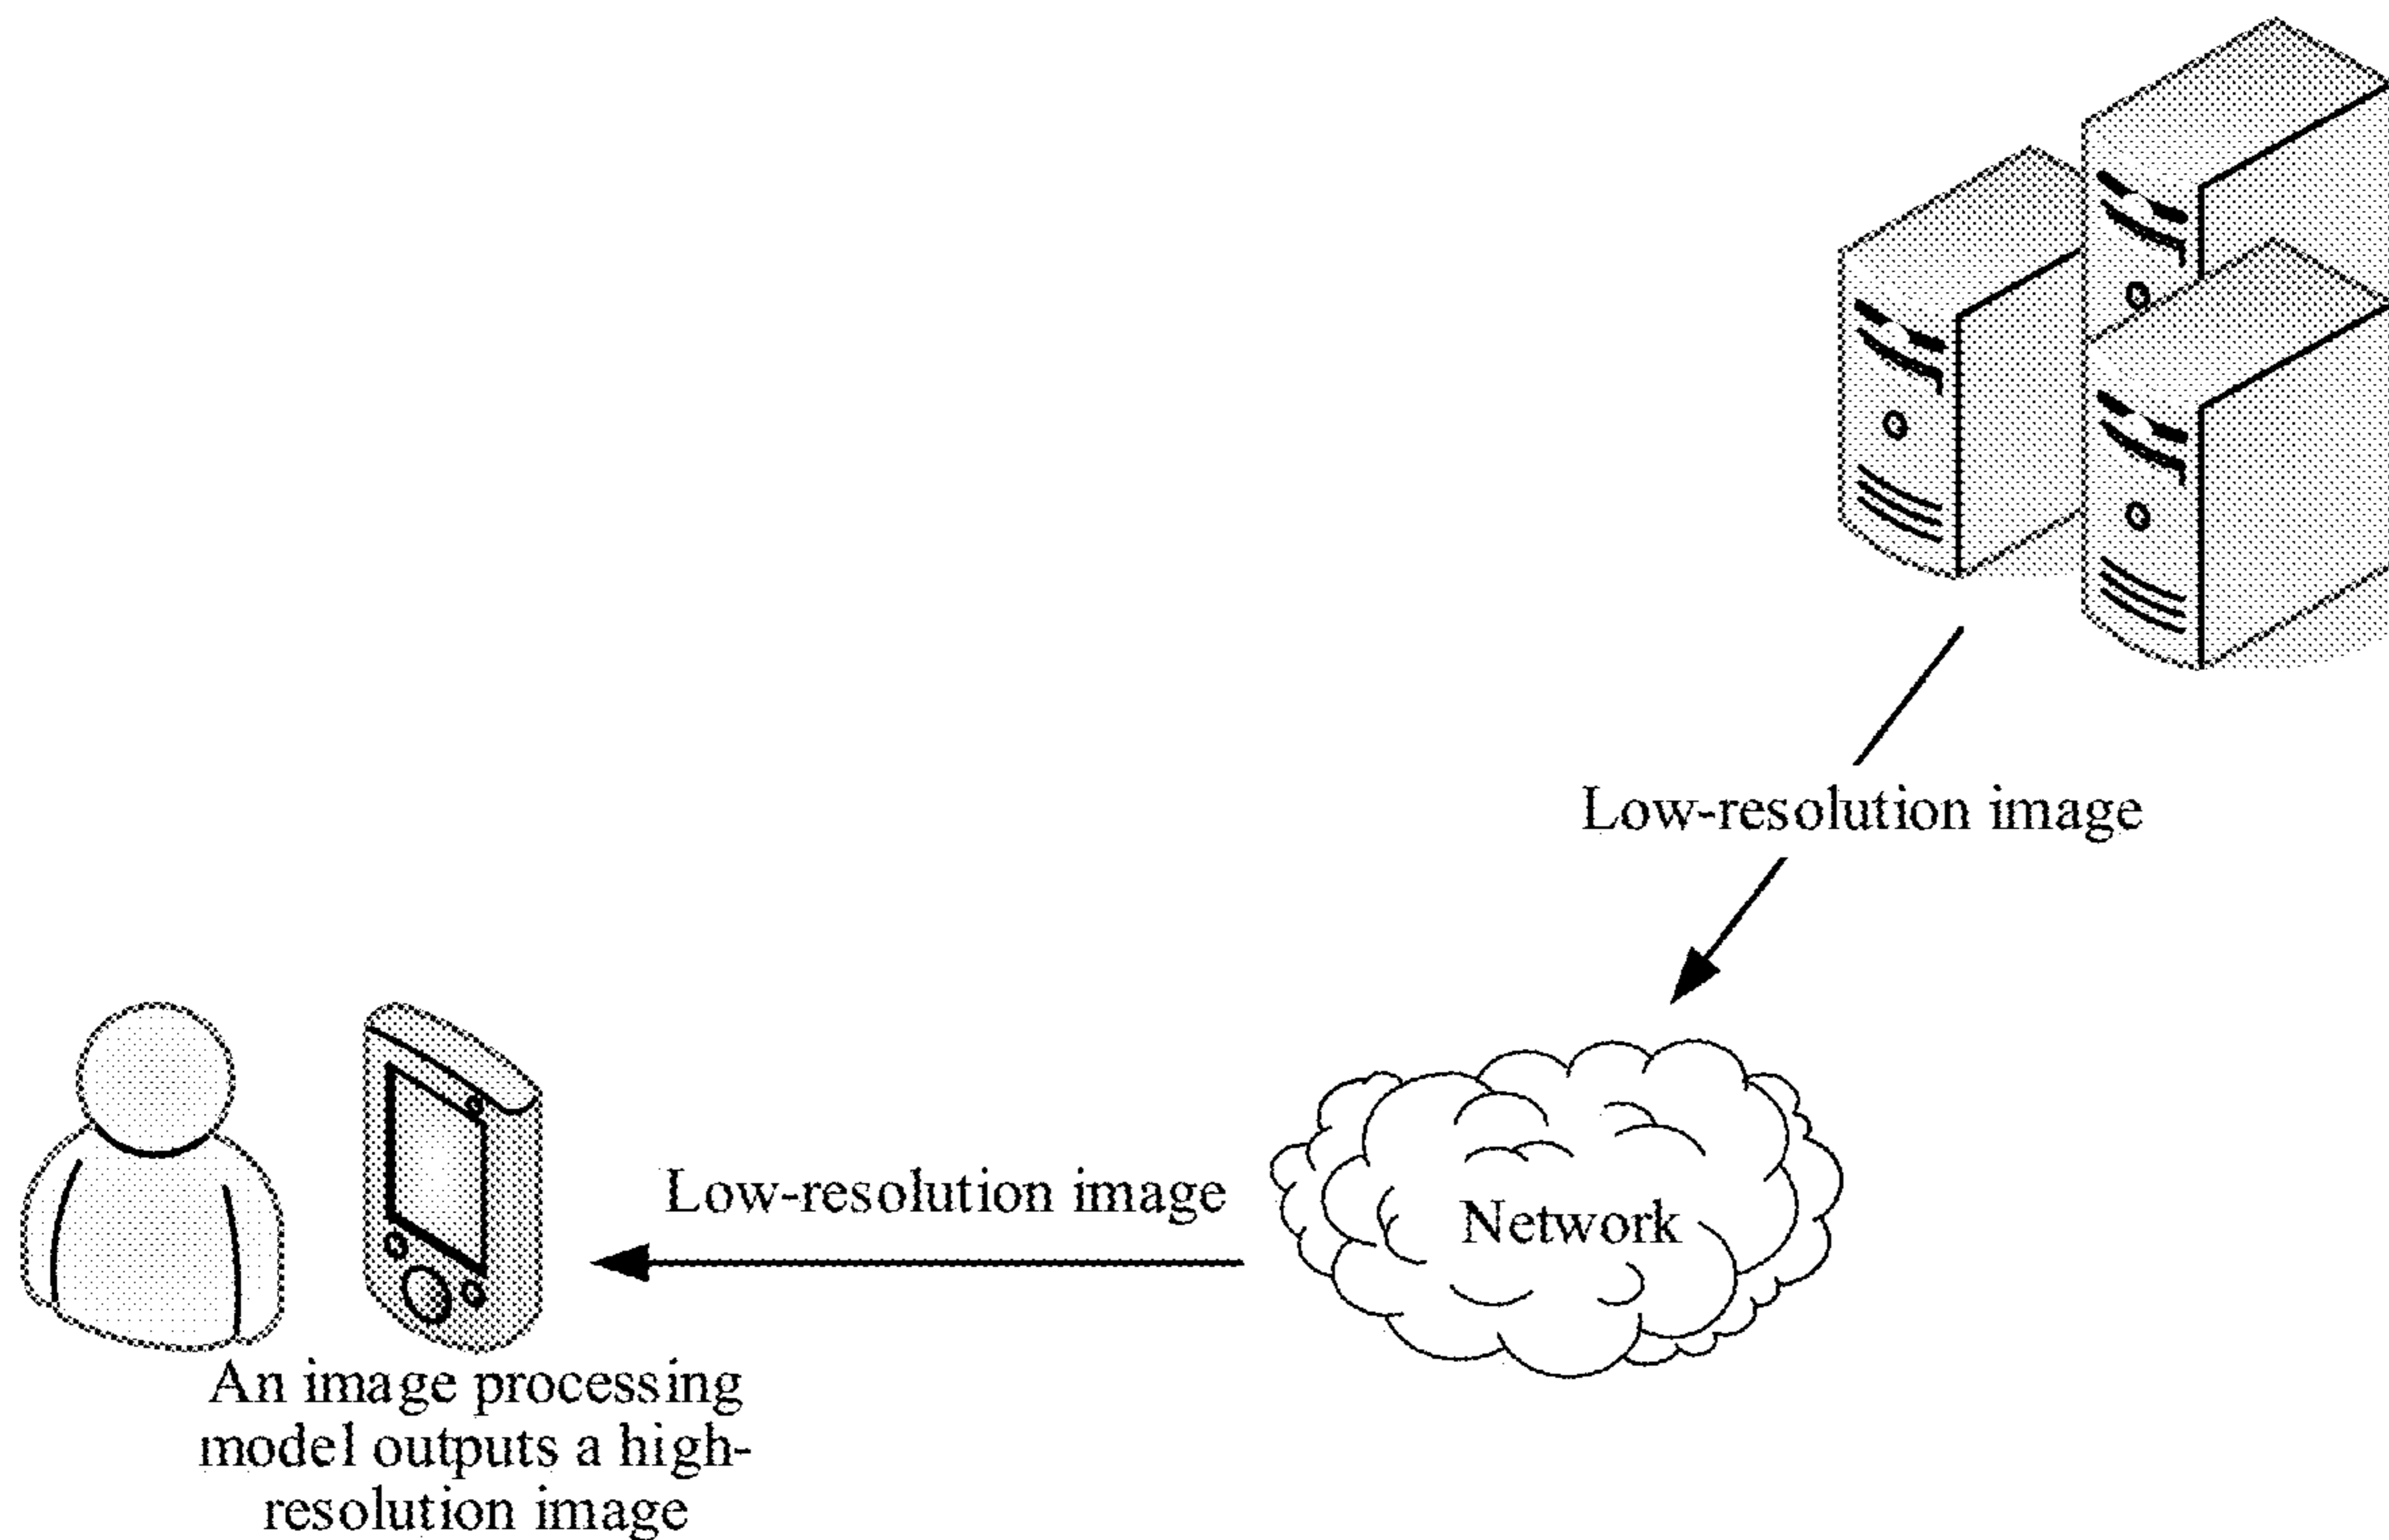 Low-resolution image
Low-resolution image
Network
An image processing
model outputs a high-
resolution image